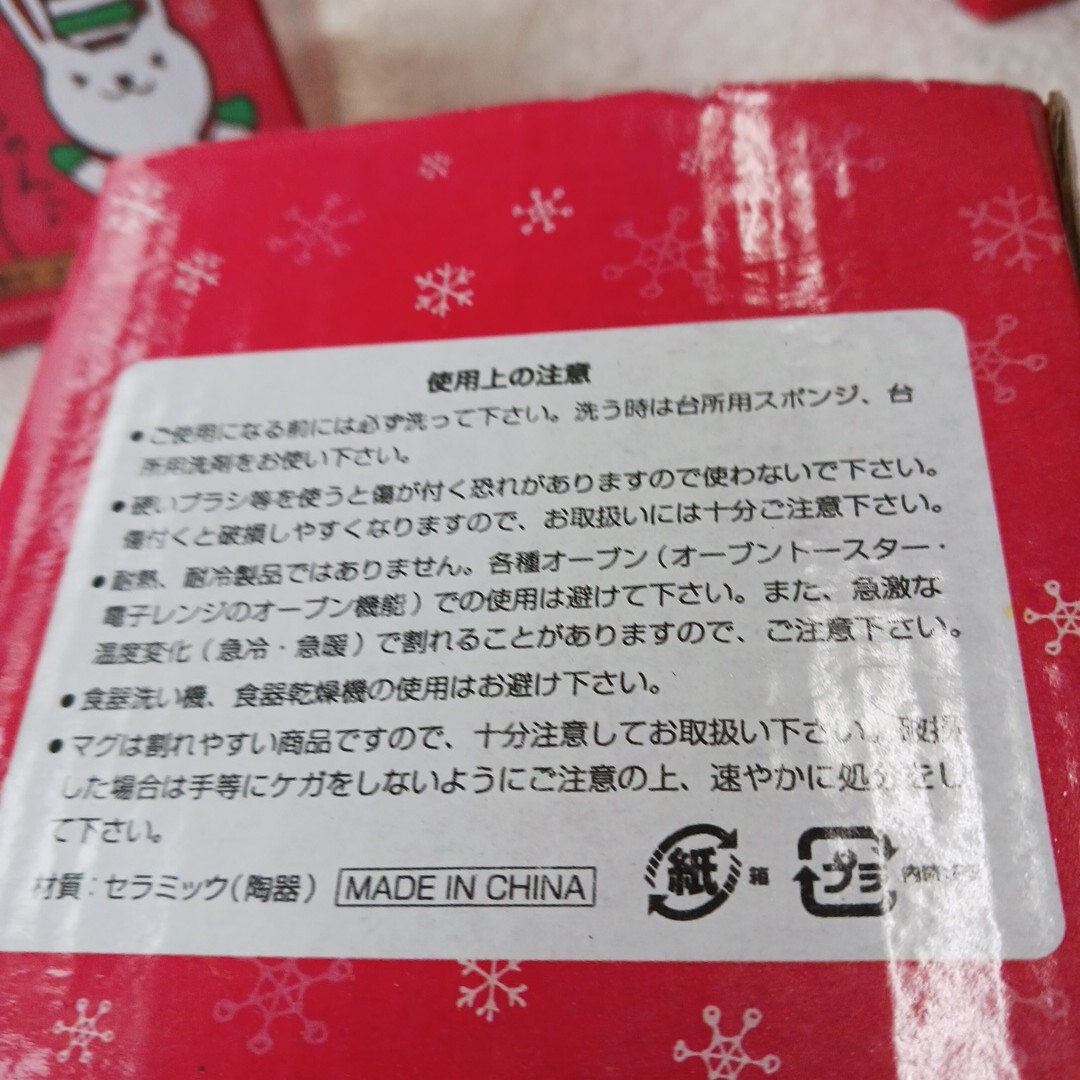 使用上の注意
●ご使用になる前には必ず洗って下さい。洗う時は台所用スポンジ、台
所用洗剤をお使い下さい。
●硬いブラシ等を使うと傷が付く恐れがありますので使わないで下さい。
傷付くと破損しやすくなりますので、お取扱いには十分ご注意下さい。
●耐熱、耐冷製品ではありません。各種オーブン(オーブントースター・
電子レンジのオーブン機能)での使用は避けて下さい。また、急激な
温度変化(急冷・急暖)で割れることがありますので、ご注意下さい。
●食器洗い機、食器乾燥機の使用はお避け下さい。
●マグは割れやすい商品ですので、十分注意してお取扱い下さい。
した場合は手等にケガをしないようにご注意の上、速やかに処分をし
て下さい。
材質:セラミック(陶器) MADE IN CHINA 紙 箱 プラ